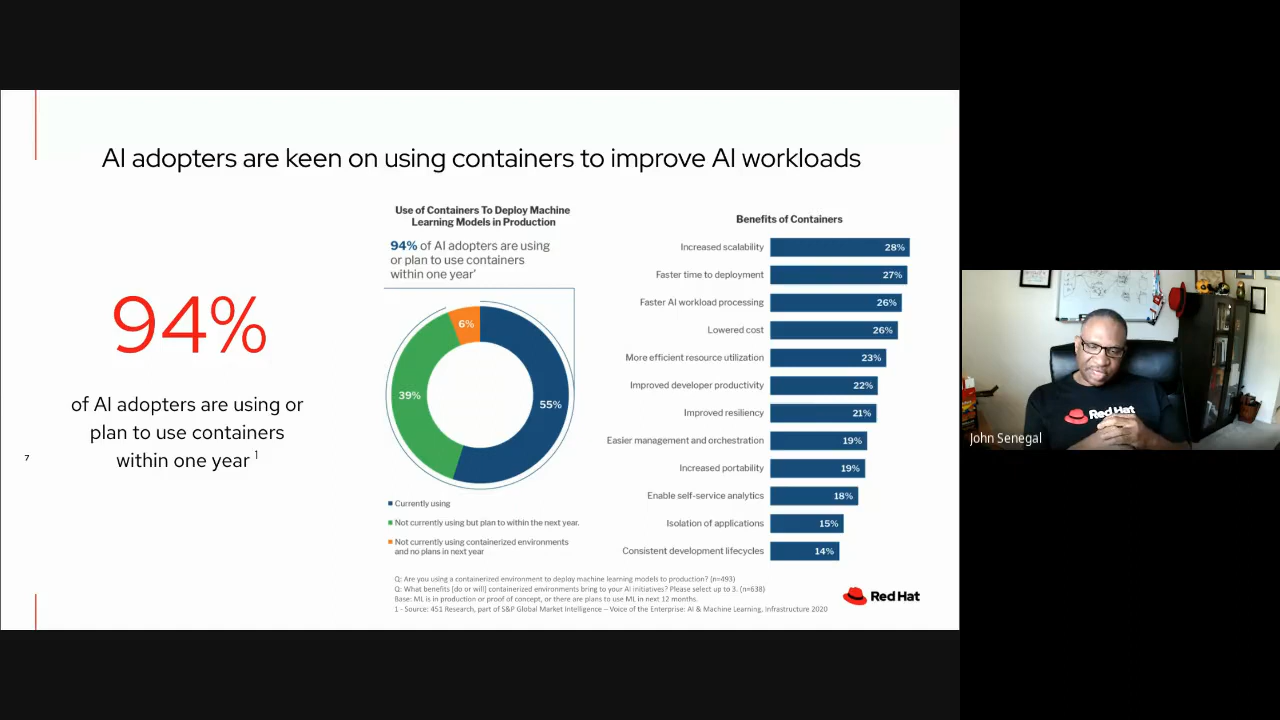 AI adopters are keen on using containers to improve AI workloads
94%
of AI adopters are using or
plan to use containers
within one year 1
7
Use of Containers To Deploy Machine
Learning Models in Production
94% of AI adopters are using
or plan to use containers
within one year'
6%
39%
55%
Currently using
Not currently using but plan to within the next year.
Not currently using containerized environments
and no plans in next year
Benefits of Containers
Increased scalability 28%
Faster time to deployment 27%
Faster AI workload processing 26%
Lowered cost 26%
More efficient resource utilization 23%
Improved developer productivity 22%
Improved resiliency 21%
Easier management and orchestration 19%
Increased portability 19%
Enable self-service analytics 18%
Isolation of applications 15%
Consistent development lifecycles 14%
Q: Are you using a containerized environment to deploy machine learning models to production? (n=493)
Q: What benefits [do or will] containerized environments bring to your AI initiatives? Please select up to 3. (n=638)
Base: ML is in production or proof of concept, or there are plans to use ML in next 12 months.
1 - Source: 451 Research, part of S&P Global Market Intelligence – Voice of the Enterprise: AI & Machine Learning, Infrastructure 2020
Red Hat
Red Hat
John Senegal